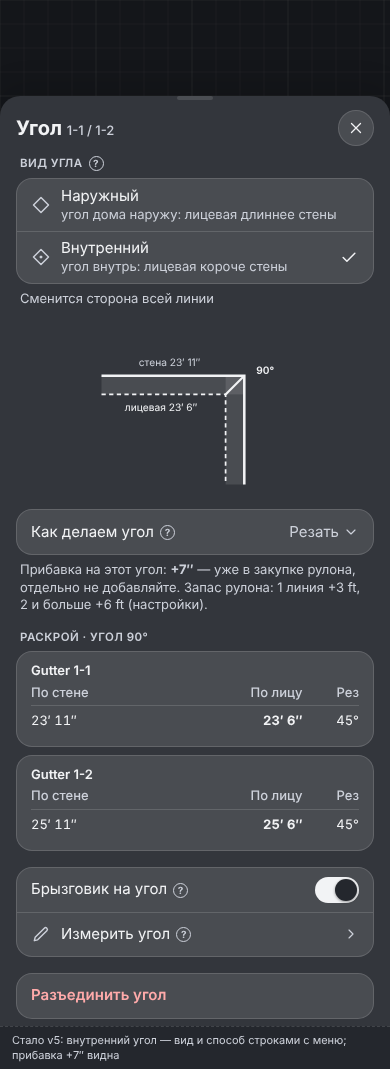 Угол 1-1 / 1-2
ВИД УГЛА ?
Наружный
угол дома наружу: лицевая длиннее стены
Внутренний
угол внутрь: лицевая короче стены
Сменится сторона всей линии
стена 23′ 11″
90°
лицевая 23′ 6″
Как делаем угол ? Резать
Прибавка на этот угол: +7″ — уже в закупке рулона,
отдельно не добавляйте. Запас рулона: 1 линия +3 ft,
2 и больше +6 ft (настройки).
РАСКРОЙ · УГОЛ 90°
Gutter 1-1
По стене По лицу Рез
23′ 11″ 23′ 6″ 45°
Gutter 1-2
По стене По лицу Рез
25′ 11″ 25′ 6″ 45°
Брызговик на угол ?
Измерить угол ?
Разъединить угол
Стало v5: внутренний угол — вид и способ строками с меню;
прибавка +7″ видна